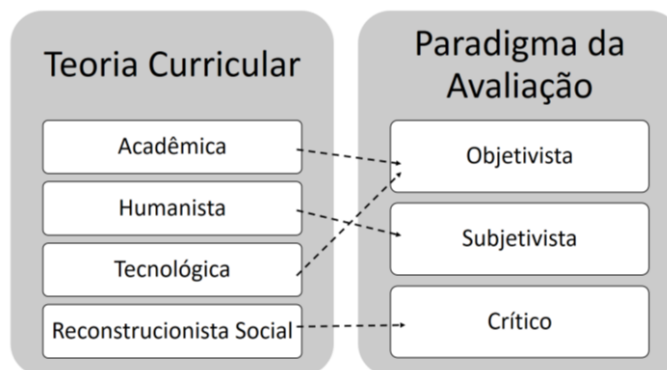 Teoria Curricular
Acadêmica
Humanista
Tecnológica
Reconstrucionista Social
Paradigma da
Avaliação
Objetivista
Subjetivista
Crítico